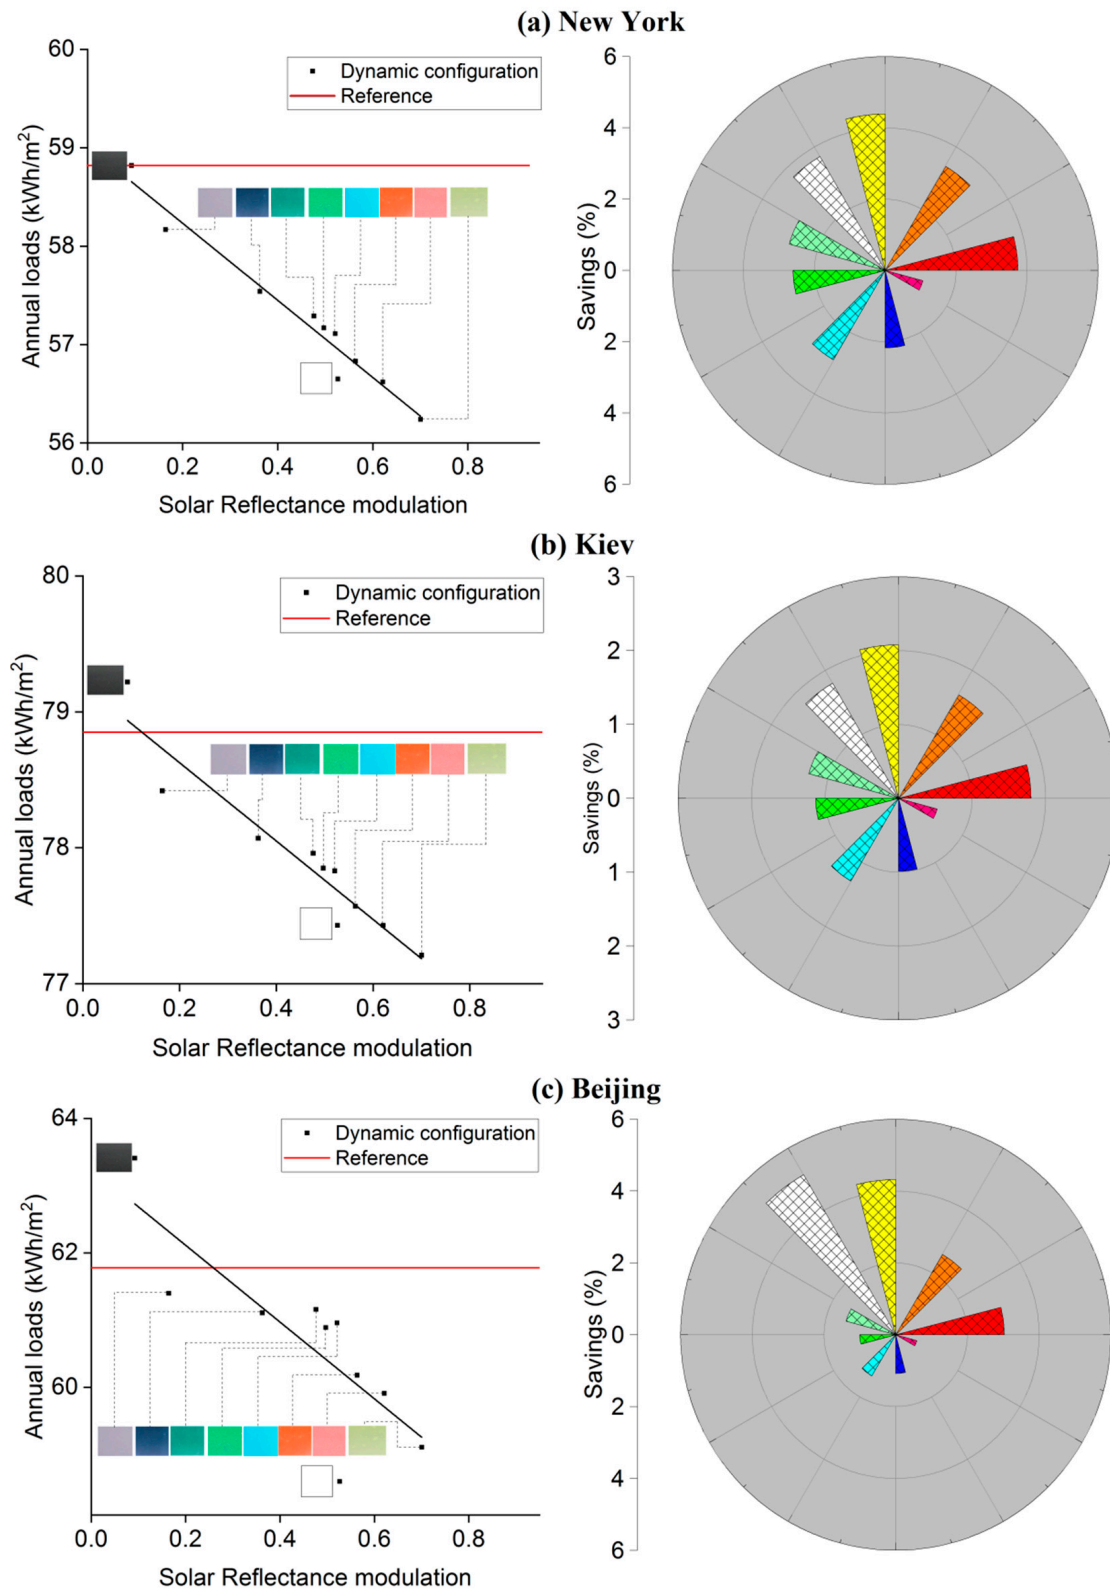 (a) New York
60
59
58
57
56
Annual loads (kWh/m²)
Dynamic configuration
Reference
0.0 0.2 0.4 0.6 0.8
Solar Reflectance modulation
6
4
2
0
2
4
6
Savings (%)
(b) Kiev
80
79
78
77
Annual loads (kWh/m²)
Dynamic configuration
Reference
0.0 0.2 0.4 0.6 0.8
Solar Reflectance modulation
3
2
1
0
1
2
3
Savings (%)
(c) Beijing
64
62
60
Annual loads (kWh/m²)
Dynamic configuration
Reference
0.0 0.2 0.4 0.6 0.8
Solar Reflectance modulation
6
4
2
0
2
4
6
Savings (%)